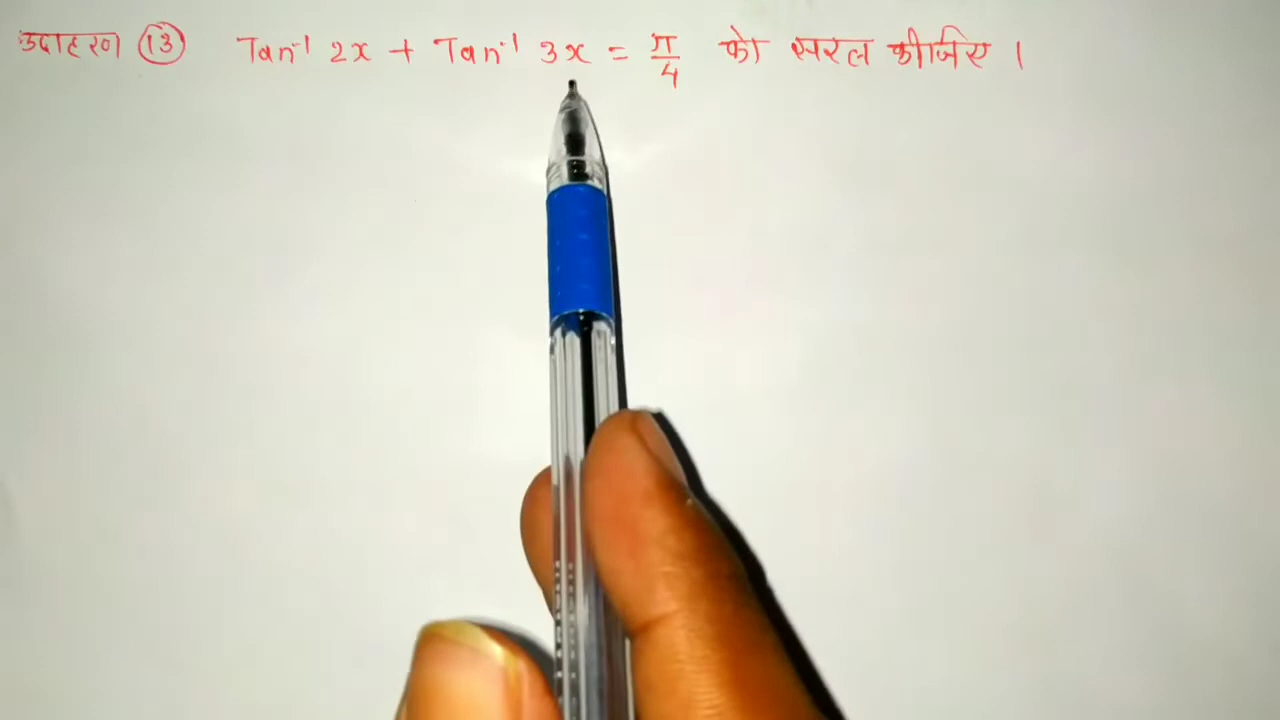 उदाहरण (13) Tan⁻¹ 2x + Tan⁻¹ 3x = π/4 को सरल कीजिए ।